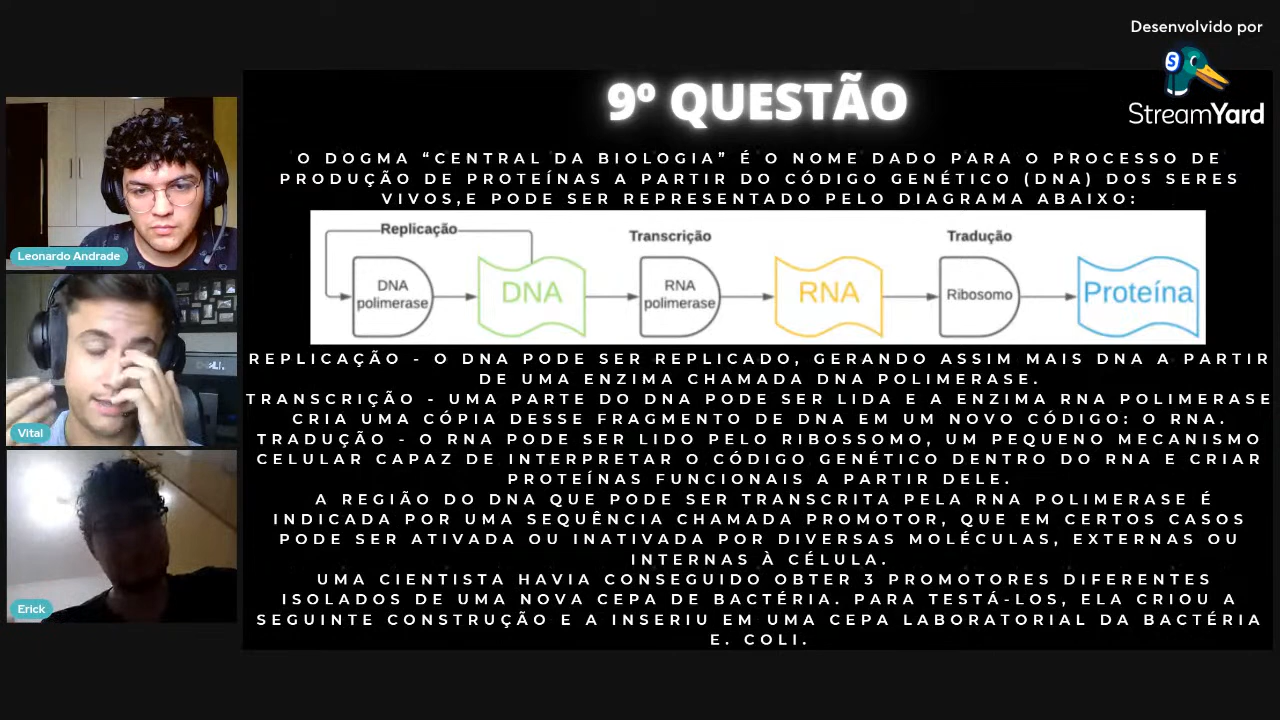 Desenvolvido por
StreamYard
9º QUESTÃO
O DOGMA “CENTRAL DA BIOLOGIA” É O NOME DADO PARA O PROCESSO DE
PRODUÇÃO DE PROTEÍNAS A PARTIR DO CÓDIGO GENÉTICO (DNA) DOS SERES
VIVOS,E PODE SER REPRESENTADO PELO DIAGRAMA ABAIXO:
Replicação
Transcrição
Tradução
DNA
polimerase
DNA
RNA
polimerase
RNA
Ribosomo
Proteína
REPLICAÇÃO - O DNA PODE SER REPLICADO, GERANDO ASSIM MAIS DNA A PARTIR
DE UMA ENZIMA CHAMADA DNA POLIMERASE.
TRANSCRIÇÃO - UMA PARTE DO DNA PODE SER LIDA E A ENZIMA RNA POLIMERASE
CRIA UMA CÓPIA DESSE FRAGMENTO DE DNA EM UM NOVO CÓDIGO: O RNA.
TRADUÇÃO - O RNA PODE SER LIDO PELO RIBOSSOMO, UM PEQUENO MECANISMO
CELULAR CAPAZ DE INTERPRETAR O CÓDIGO GENÉTICO DENTRO DO RNA E CRIAR
PROTEÍNAS FUNCIONAIS A PARTIR DELE.
A REGIÃO DO DNA QUE PODE SER TRANSCRITA PELA RNA POLIMERASE É
INDICADA POR UMA SEQUÊNCIA CHAMADA PROMOTOR, QUE EM CERTOS CASOS
PODE SER ATIVADA OU INATIVADA POR DIVERSAS MOLÉCULAS, EXTERNAS OU
INTERNAS À CÉLULA.
UMA CIENTISTA HAVIA CONSEGUIDO OBTER 3 PROMOTORES DIFERENTES
ISOLADOS DE UMA NOVA CEPA DE BACTÉRIA. PARA TESTÁ-LOS, ELA CRIOU A
SEGUINTE CONSTRUÇÃO E A INSERIU EM UMA CEPA LABORATORIAL DA BACTÉRIA
E. COLI.
Leonardo Andrade
DELL
Vital
Erick